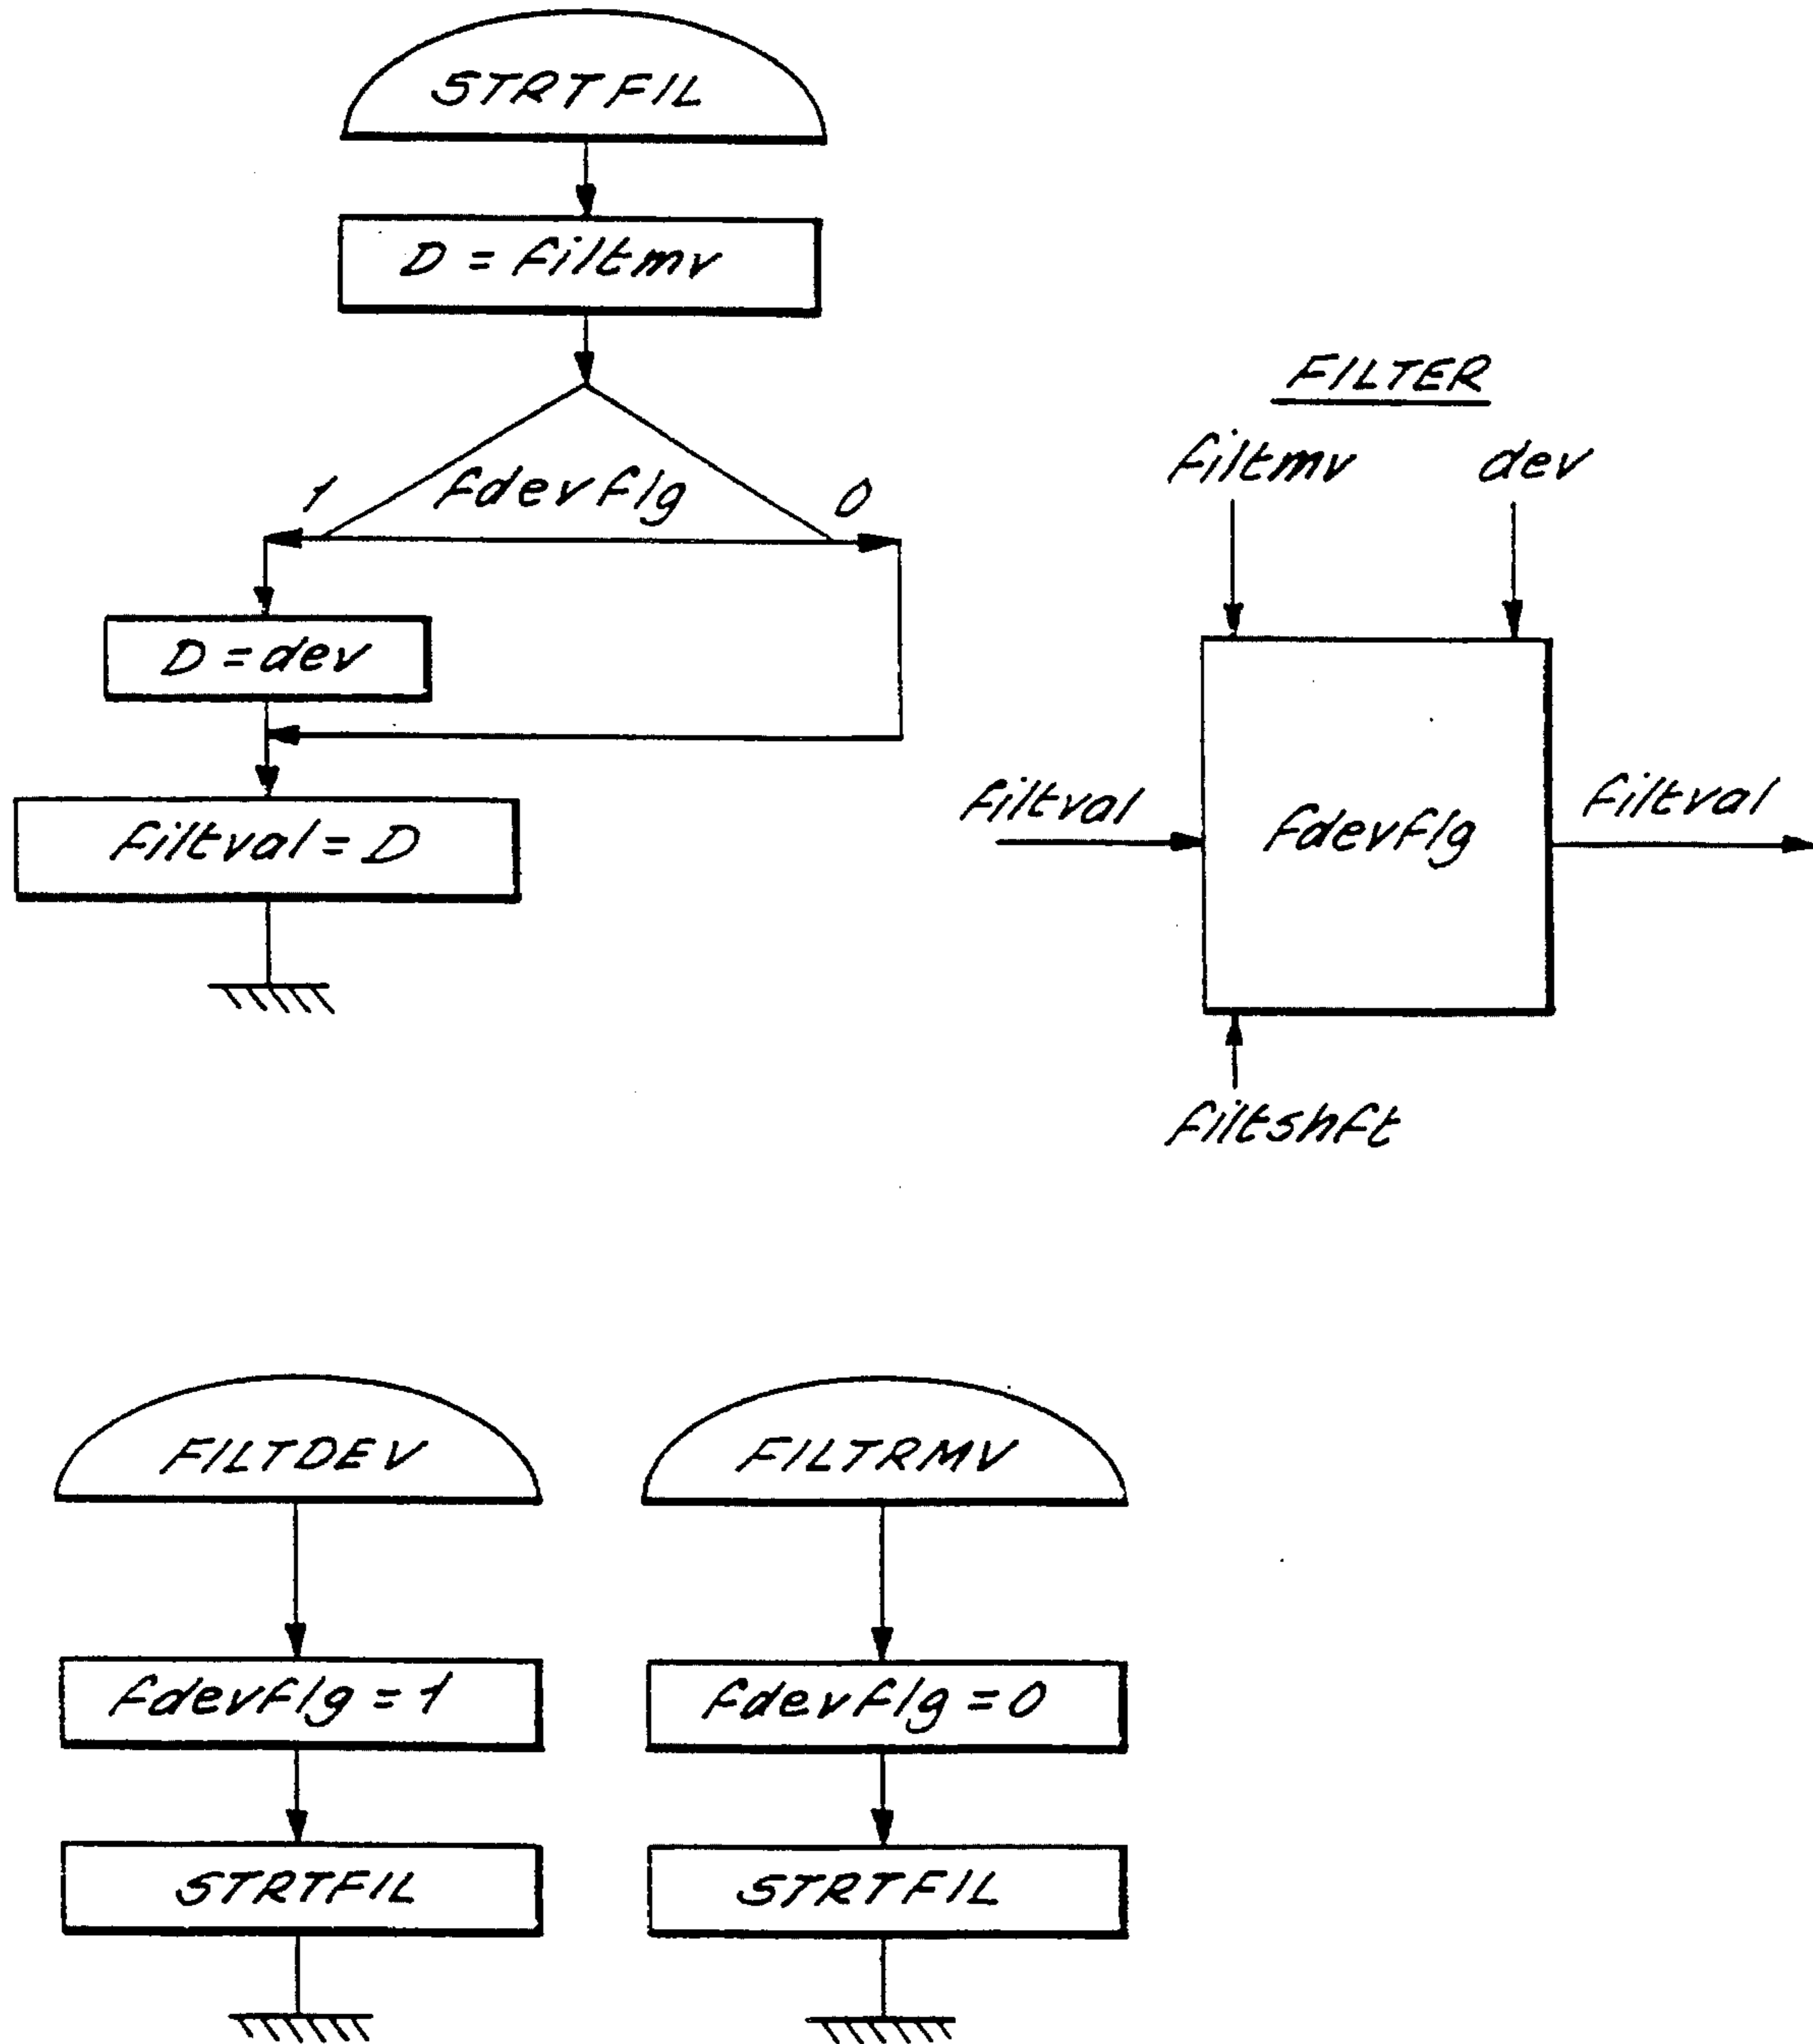 STRTFIL
D = filtmv
1
fdevflg
0
D = dev
filtval = D
FILTER
filtmv
dev
filtval
fdevflg
filtval
filtshft
FILTDEV
fdevflg = 1
STRTFIL
FILTRMV
fdevflg = 0
STRTFIL